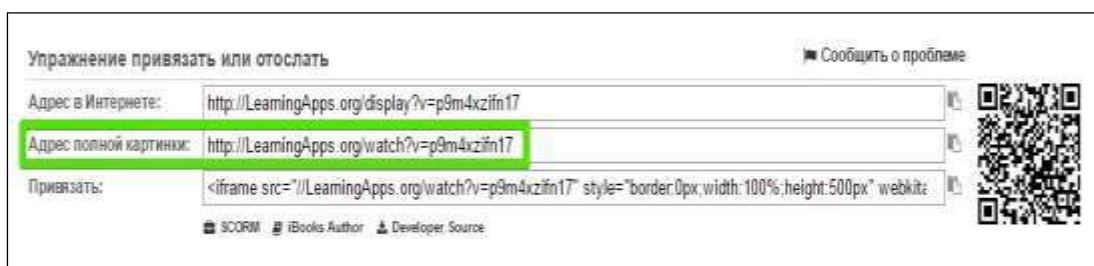 Упражнение привязать или отослать
Сообщить о проблеме
Адрес в Интернете: http://LearningApps.org/display?v=p9m4xzifn17
Адрес полной картинки: http://LearningApps.org/watch?v=p9m4xzifn17
Привязать: <iframe src="//LearningApps.org/watch?v=p9m4xzifn17" style="border:0px;width:100%;height:500px" webkita
SCORM iBooks Author Developer Source